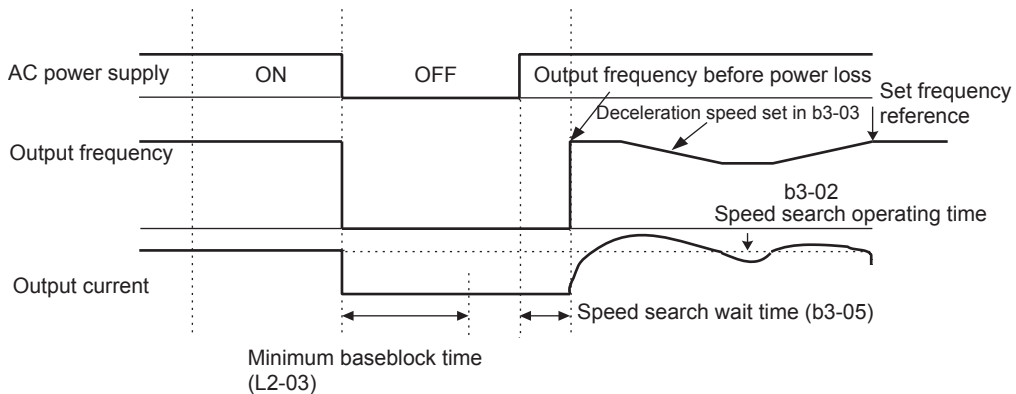 AC power supply
ON
OFF
Output frequency before power loss
Set frequency
reference
Deceleration speed set in b3-03
Output frequency
b3-02
Speed search operating time
Output current
Speed search wait time (b3-05)
Minimum baseblock time
(L2-03)